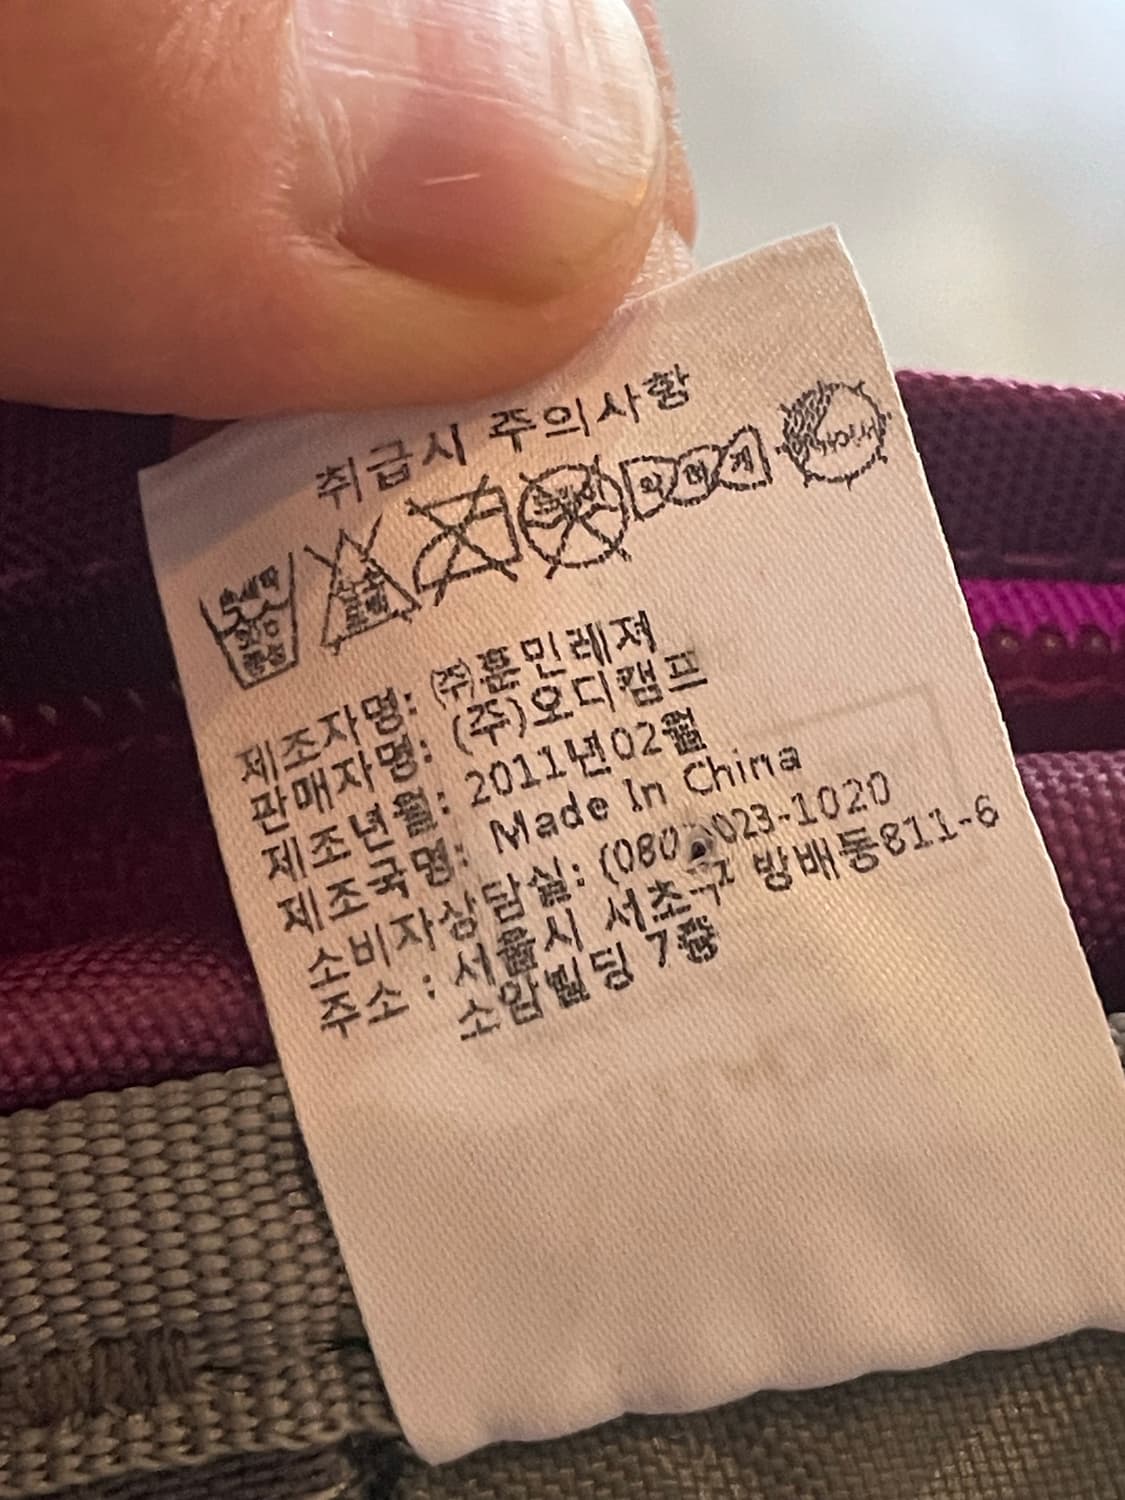 취급시 주의사항
제조자명: (주)훈민레져
판매자명: (주)오디캠프
제조년월: 2011년02월
제조국명: Made In China
소비자상담실: (080 023-1020
주소 : 서울시 서초구 방배동811-6
소암빌딩 7층